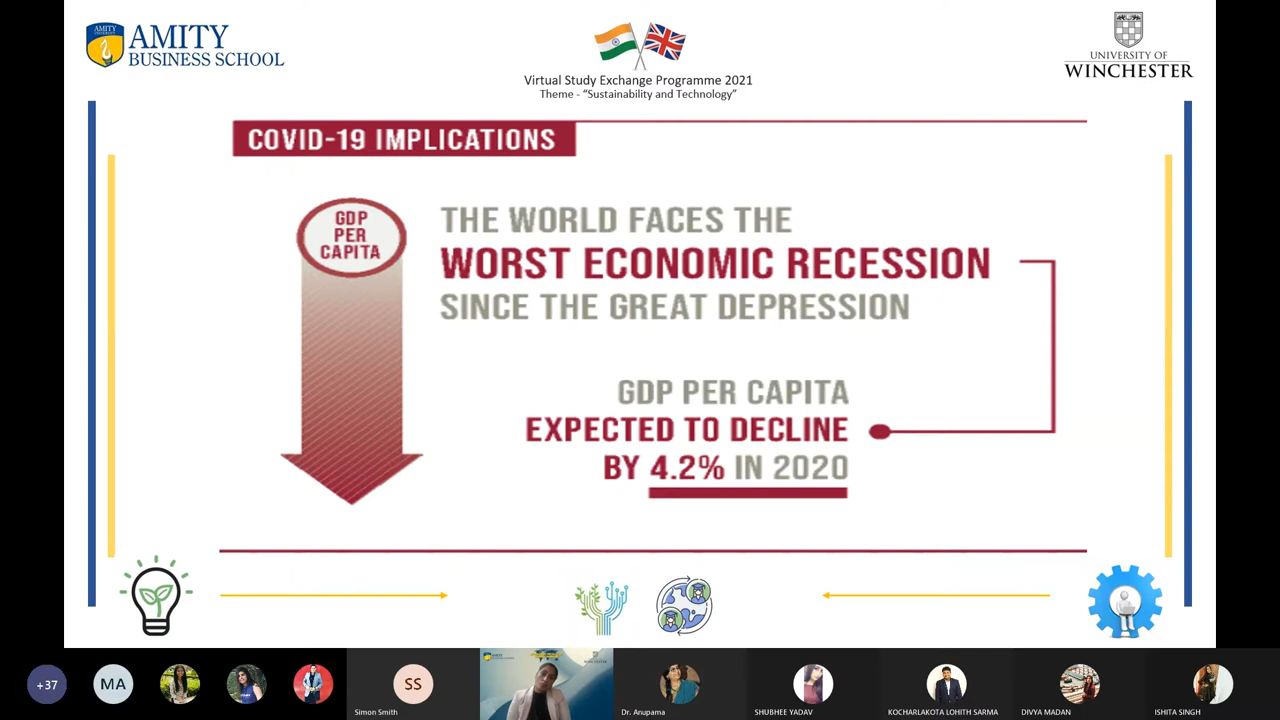 AMITY
BUSINESS SCHOOL
Virtual Study Exchange Programme 2021
Theme - “Sustainability and Technology”
UNIVERSITY OF
WINCHESTER
COVID-19 IMPLICATIONS
GDP
PER
CAPITA
THE WORLD FACES THE
WORST ECONOMIC RECESSION
SINCE THE GREAT DEPRESSION
GDP PER CAPITA
EXPECTED TO DECLINE
BY 4.2% IN 2020
+37
MA
SS
Simon Smith
Dr. Anupama
SHUBHEE YADAV
KOCHARLAKOTA LOHITH SARMA
DIVYA MADAN
ISHITA SINGH